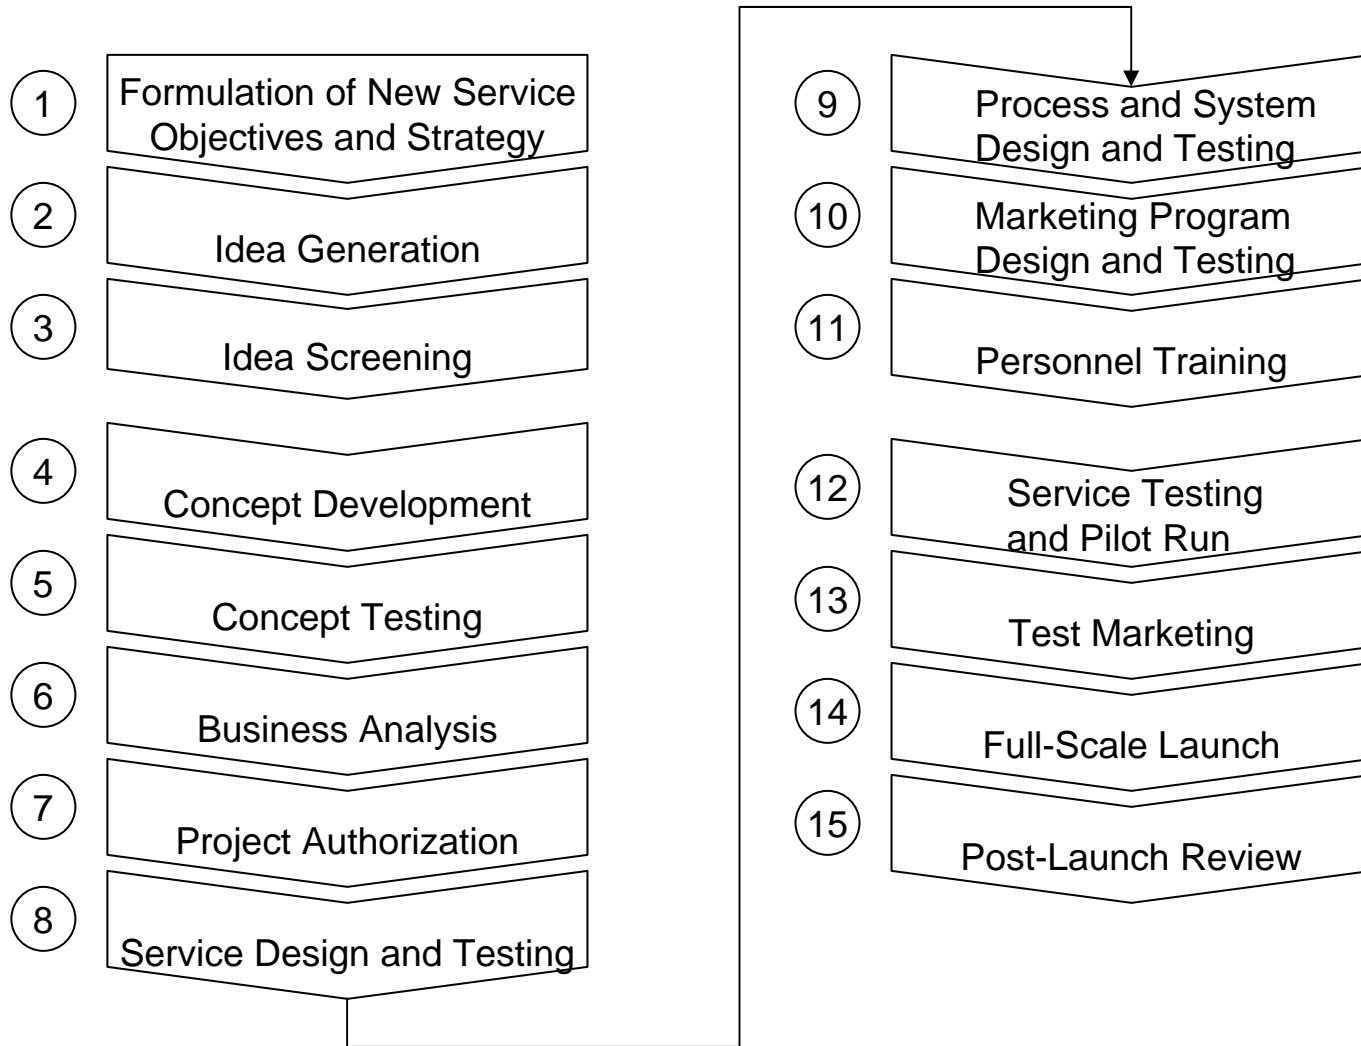 1
Formulation of New Service
Objectives and Strategy
2
Idea Generation
3
Idea Screening
4
Concept Development
5
Concept Testing
6
Business Analysis
7
Project Authorization
8
Service Design and Testing
9
Process and System
Design and Testing
10
Marketing Program
Design and Testing
11
Personnel Training
12
Service Testing
and Pilot Run
13
Test Marketing
14
Full-Scale Launch
15
Post-Launch Review